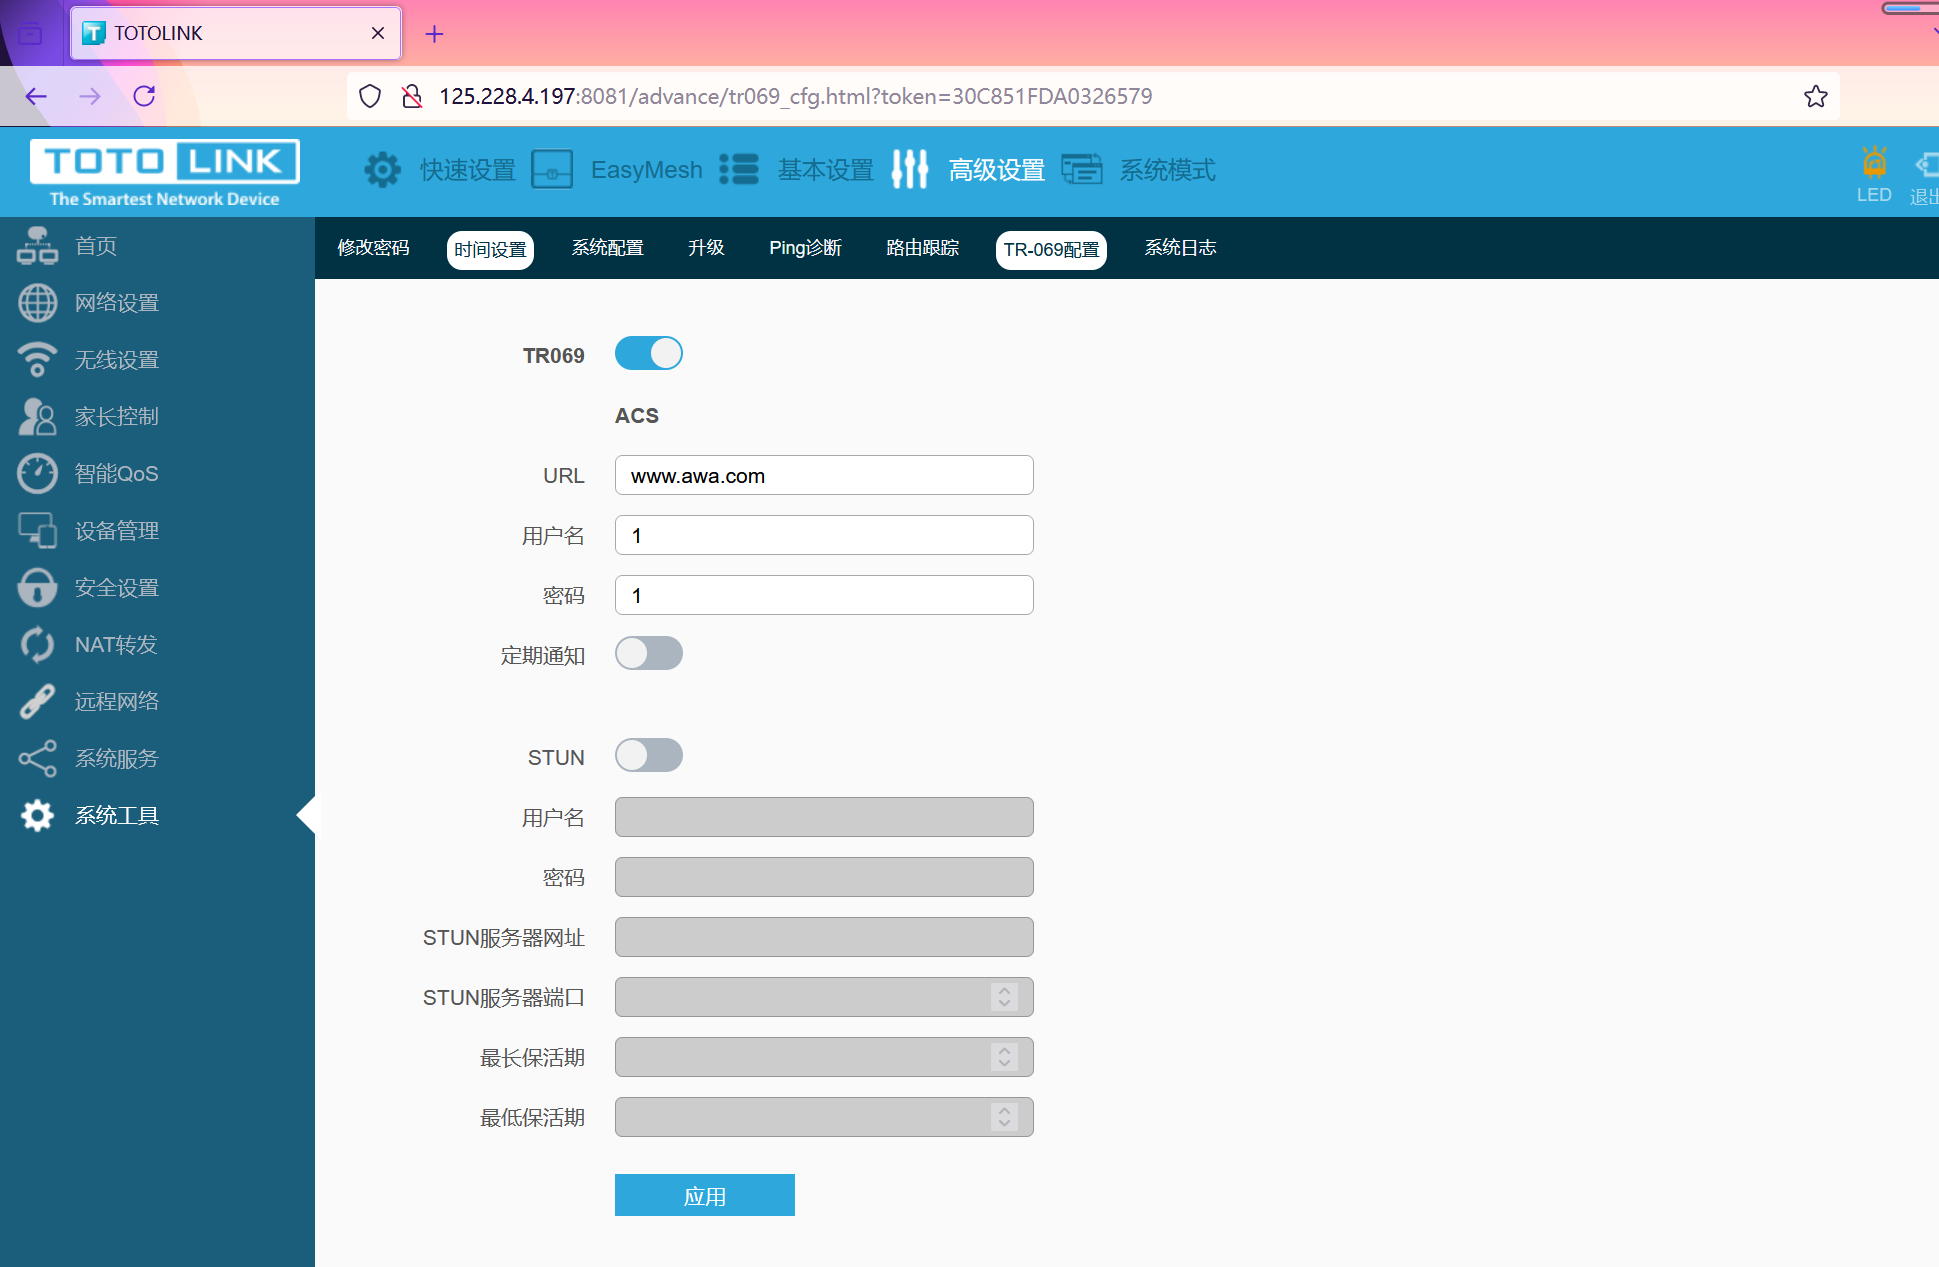 TOTOLINK
125.228.4.197:8081/advance/tr069_cfg.html?token=30C851FDA0326579
TOTO LINK
The Smartest Network Device
快速设置 EasyMesh 基本设置 高级设置 系统模式
LED 退出
修改密码 时间设置 系统配置 升级 Ping诊断 路由跟踪 TR-069配置 系统日志
首页
网络设置
无线设置
家长控制
智能QoS
设备管理
安全设置
NAT转发
远程网络
系统服务
系统工具
TR069
ACS
URL www.awa.com
用户名 1
密码 1
定期通知
STUN
用户名
密码
STUN服务器网址
STUN服务器端口
最长保活期
最低保活期
应用